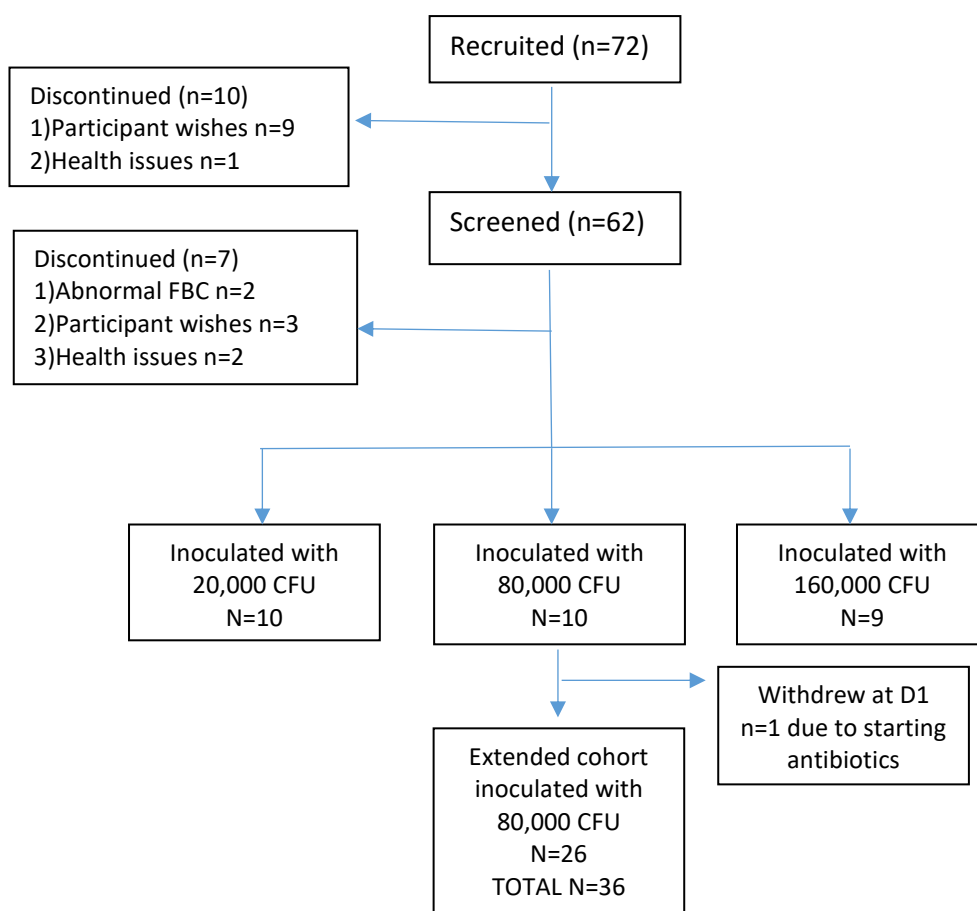 Recruited (n=72)
Discontinued (n=10)
1)Participant wishes n=9
2)Health issues n=1
Screened (n=62)
Discontinued (n=7)
1)Abnormal FBC n=2
2)Participant wishes n=3
3)Health issues n=2
Inoculated with
20,000 CFU
N=10
Inoculated with
80,000 CFU
N=10
Inoculated with
160,000 CFU
N=9
Withdrew at D1
n=1 due to starting
antibiotics
Extended cohort
inoculated with
80,000 CFU
N=26
TOTAL N=36